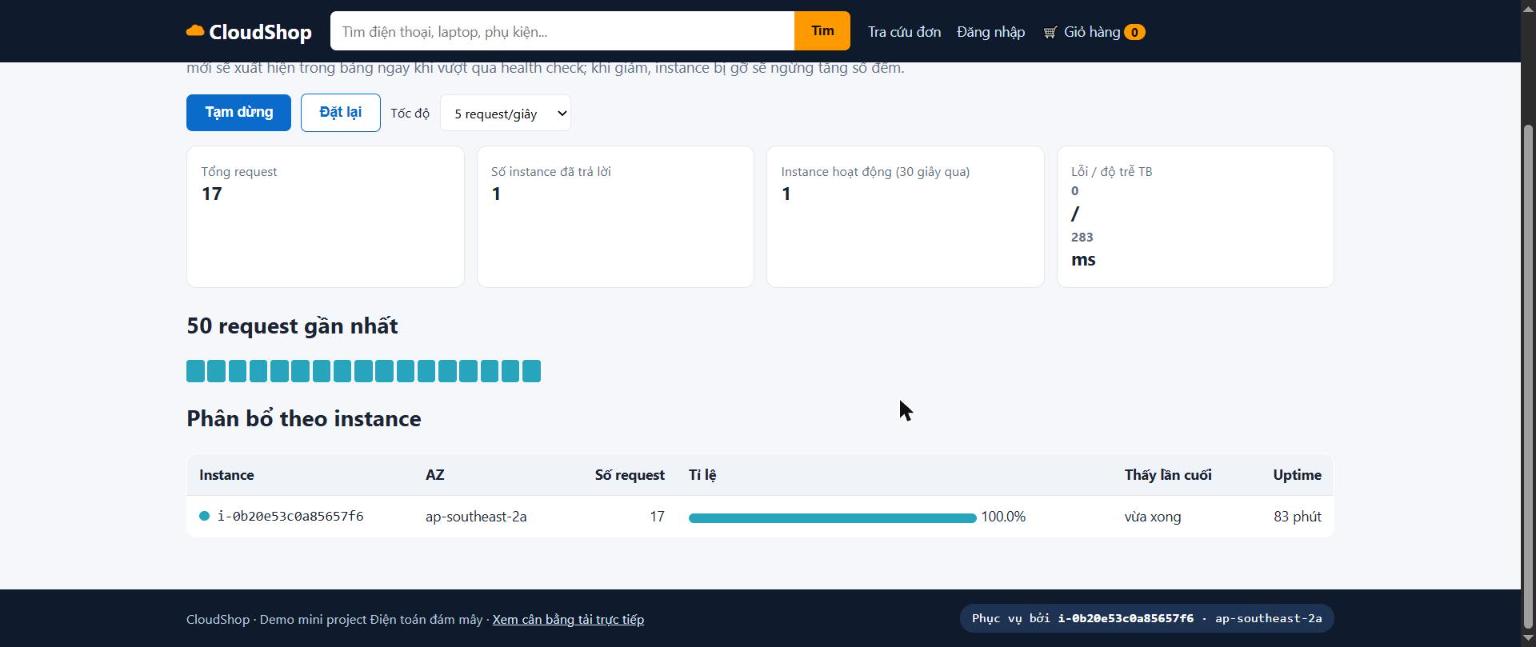 CloudShop
Tìm điện thoại, laptop, phụ kiện...
Tìm
Tra cứu đơn
Đăng nhập
Giỏ hàng 0
mới sẽ xuất hiện trong bảng ngay khi vượt qua health check; khi giảm, instance bị gỡ sẽ ngừng tăng số đếm.
Tạm dừng
Đặt lại
Tốc độ
5 request/giây
Tổng request
17
Số instance đã trả lời
1
Instance hoạt động (30 giây qua)
1
Lỗi / độ trễ TB
0
/
283
ms
50 request gần nhất
Phân bổ theo instance
Instance AZ Số request Tỉ lệ Thấy lần cuối Uptime
i-0b20e53c0a85657f6 ap-southeast-2a 17 100.0% vừa xong 83 phút
CloudShop · Demo mini project Điện toán đám mây · Xem cân bằng tải trực tiếp
Phục vụ bởi i-0b20e53c0a85657f6 · ap-southeast-2a